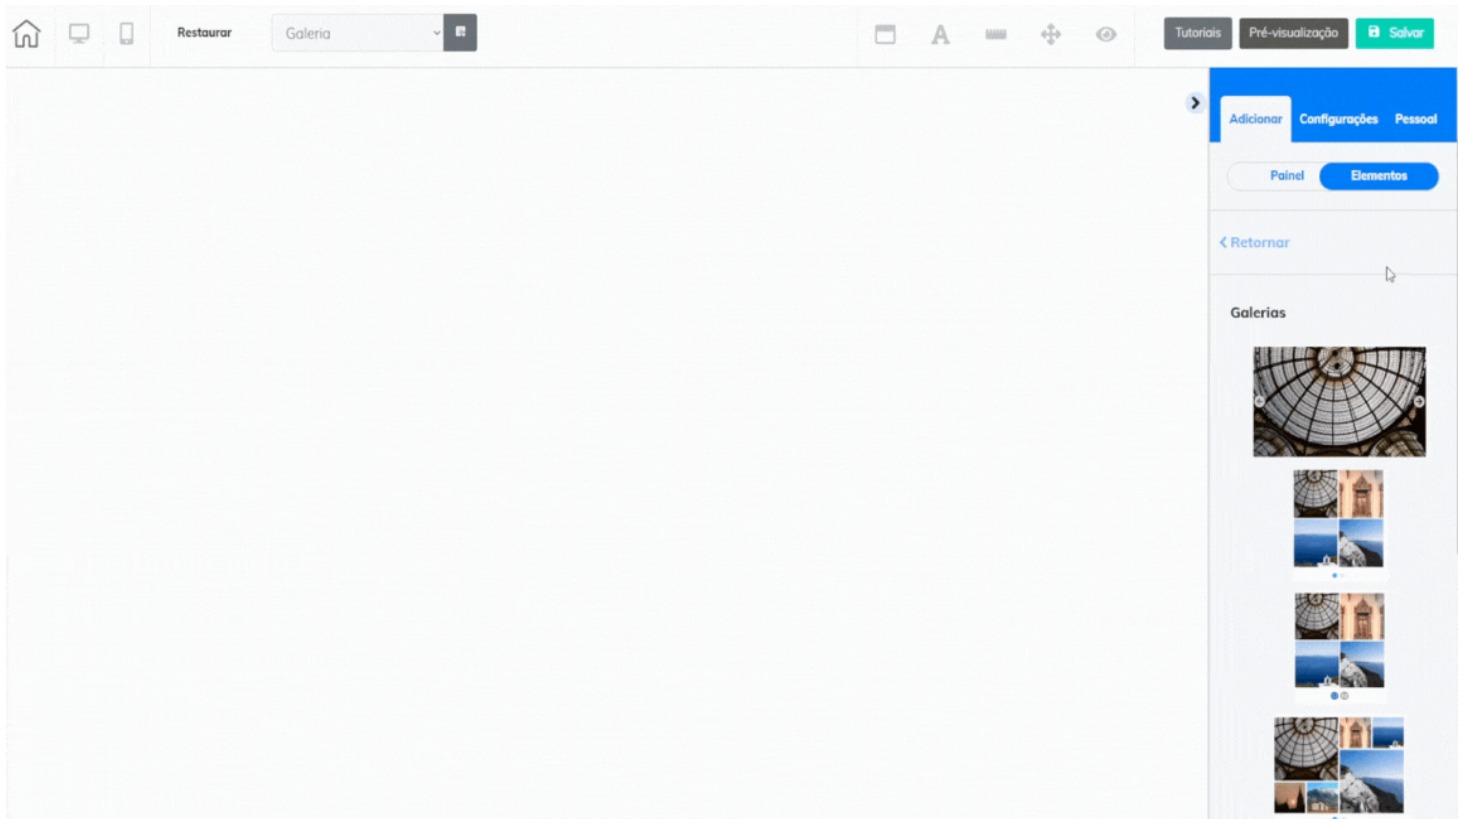 Restaurar
Galeria
A
Tutoriais
Pré-visualização
Salvar
Adicionar
Configurações
Pessoal
Painel
Elementos
Retornar
Galerias